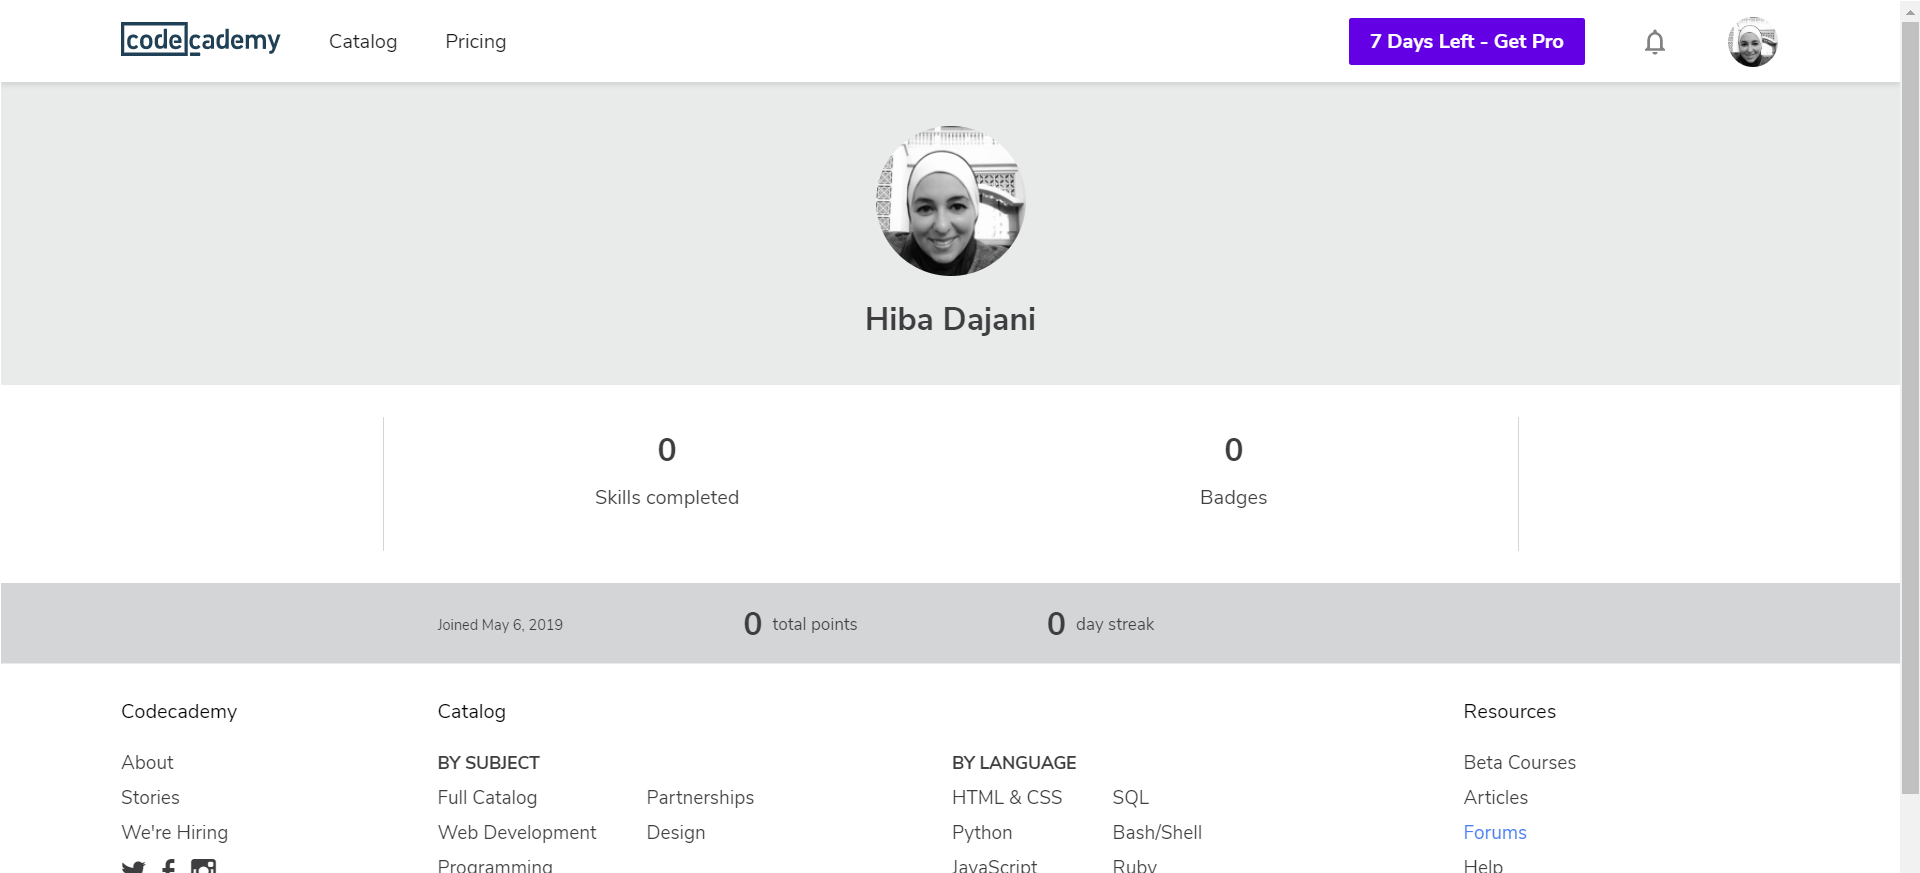 codecademy
Catalog
Pricing
7 Days Left - Get Pro
Hiba Dajani
0
Skills completed
0
Badges
Joined May 6, 2019
0 total points
0 day streak
Codecademy
About
Stories
We're Hiring
Catalog
BY SUBJECT
Full Catalog
Web Development
Programming
Partnerships
Design
BY LANGUAGE
HTML & CSS
Python
JavaScript
SQL
Bash/Shell
Ruby
Resources
Beta Courses
Articles
Forums
Help